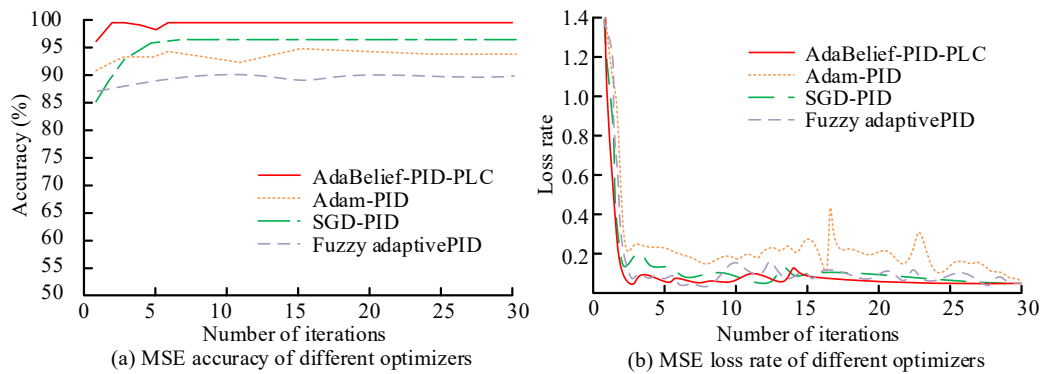 100
95
90
85
80
75
70
65
60
55
50
Accuracy (%)
AdaBelief-PID-PLC
Adam-PID
SGD-PID
Fuzzy adaptivePID
0 5 10 15 20 25 30
Number of iterations
(a) MSE accuracy of different optimizers
1.4
1.2
1.0
0.8
0.6
0.4
0.2
Loss rate
AdaBelief-PID-PLC
Adam-PID
SGD-PID
Fuzzy adaptivePID
0 5 10 15 20 25 30
Number of iterations
(b) MSE loss rate of different optimizers